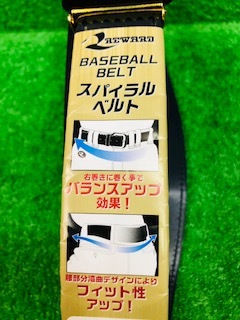 REWARD
BASEBALL
BELT
スパイラル
ベルト
右巻きに巻く事で
バランスアップ
効果！
腰部分湾曲デザインにより
フィット性
アップ！